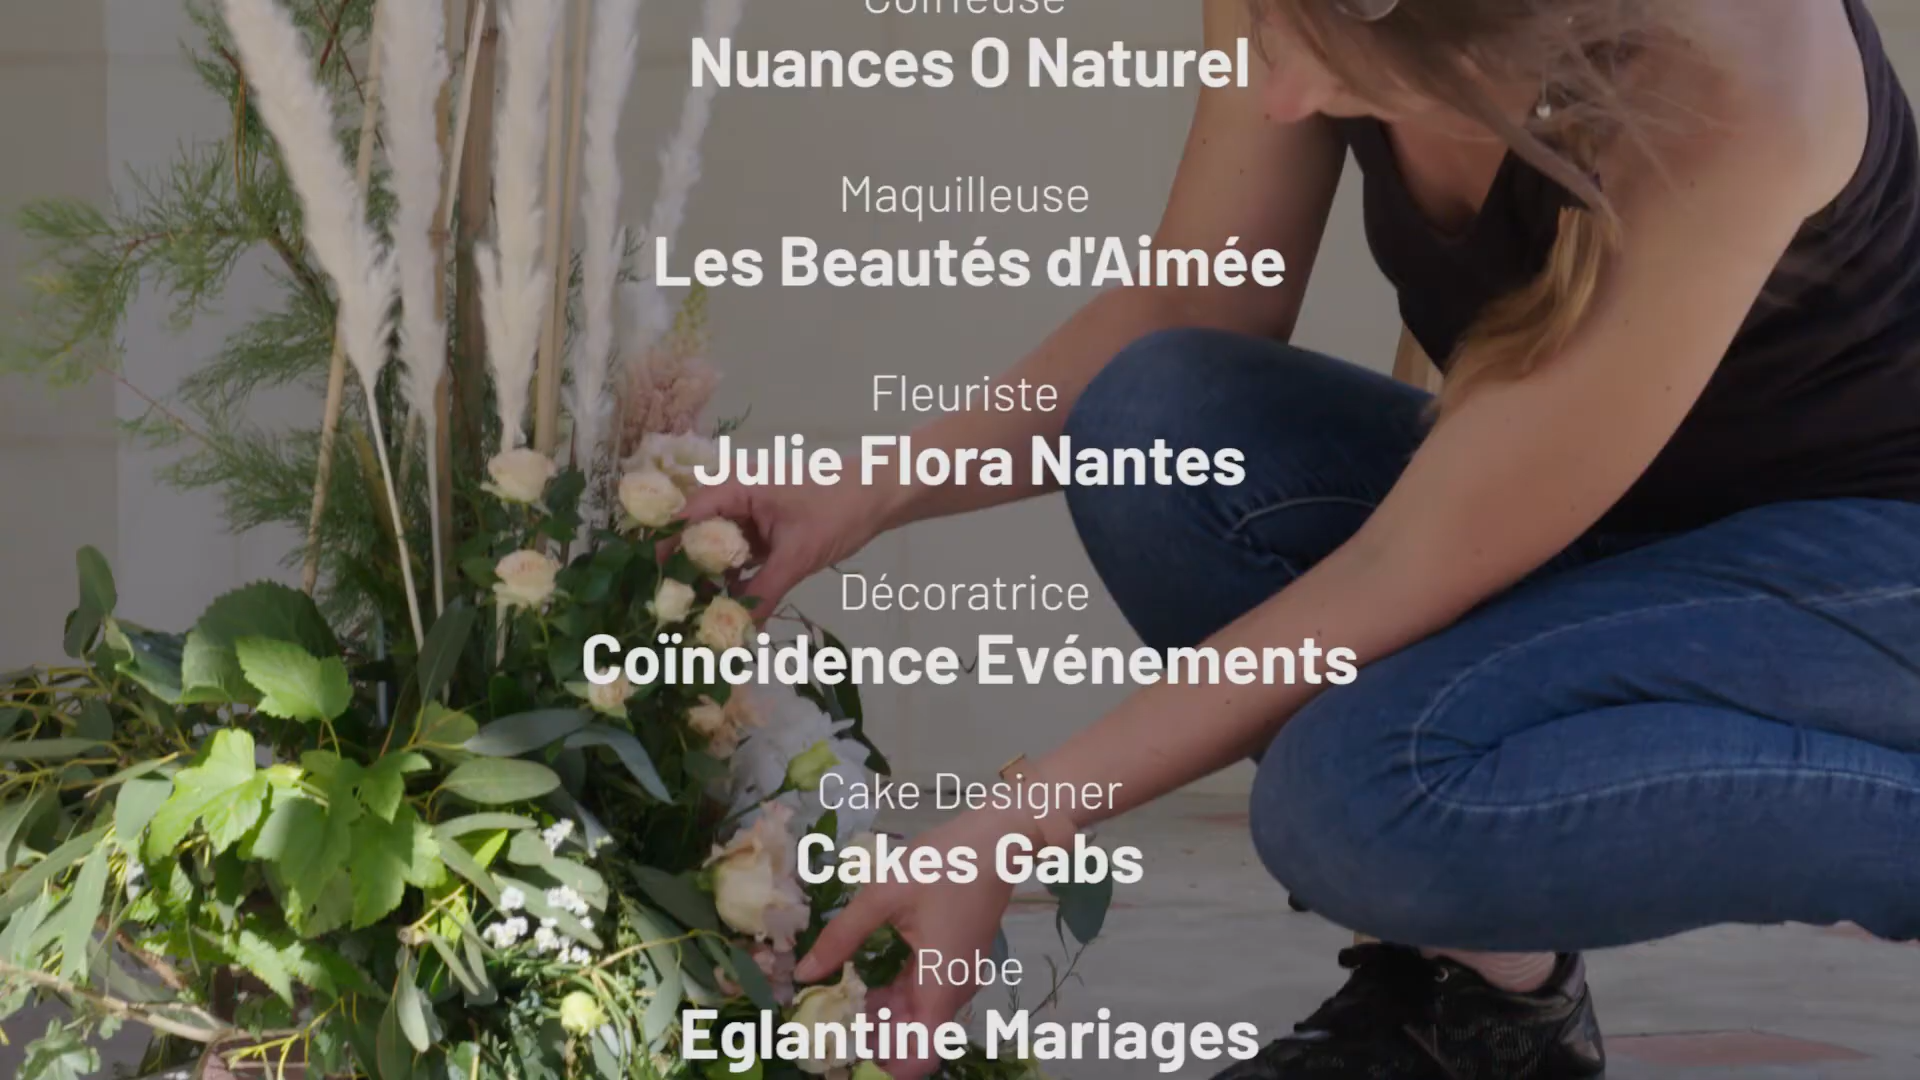 Coiffeuse
Nuances O Naturel
Maquilleuse
Les Beautés d'Aimée
Fleuriste
Julie Flora Nantes
Décoratrice
Coïncidence Evénements
Cake Designer
Cakes Gabs
Robe
Eglantine Mariages